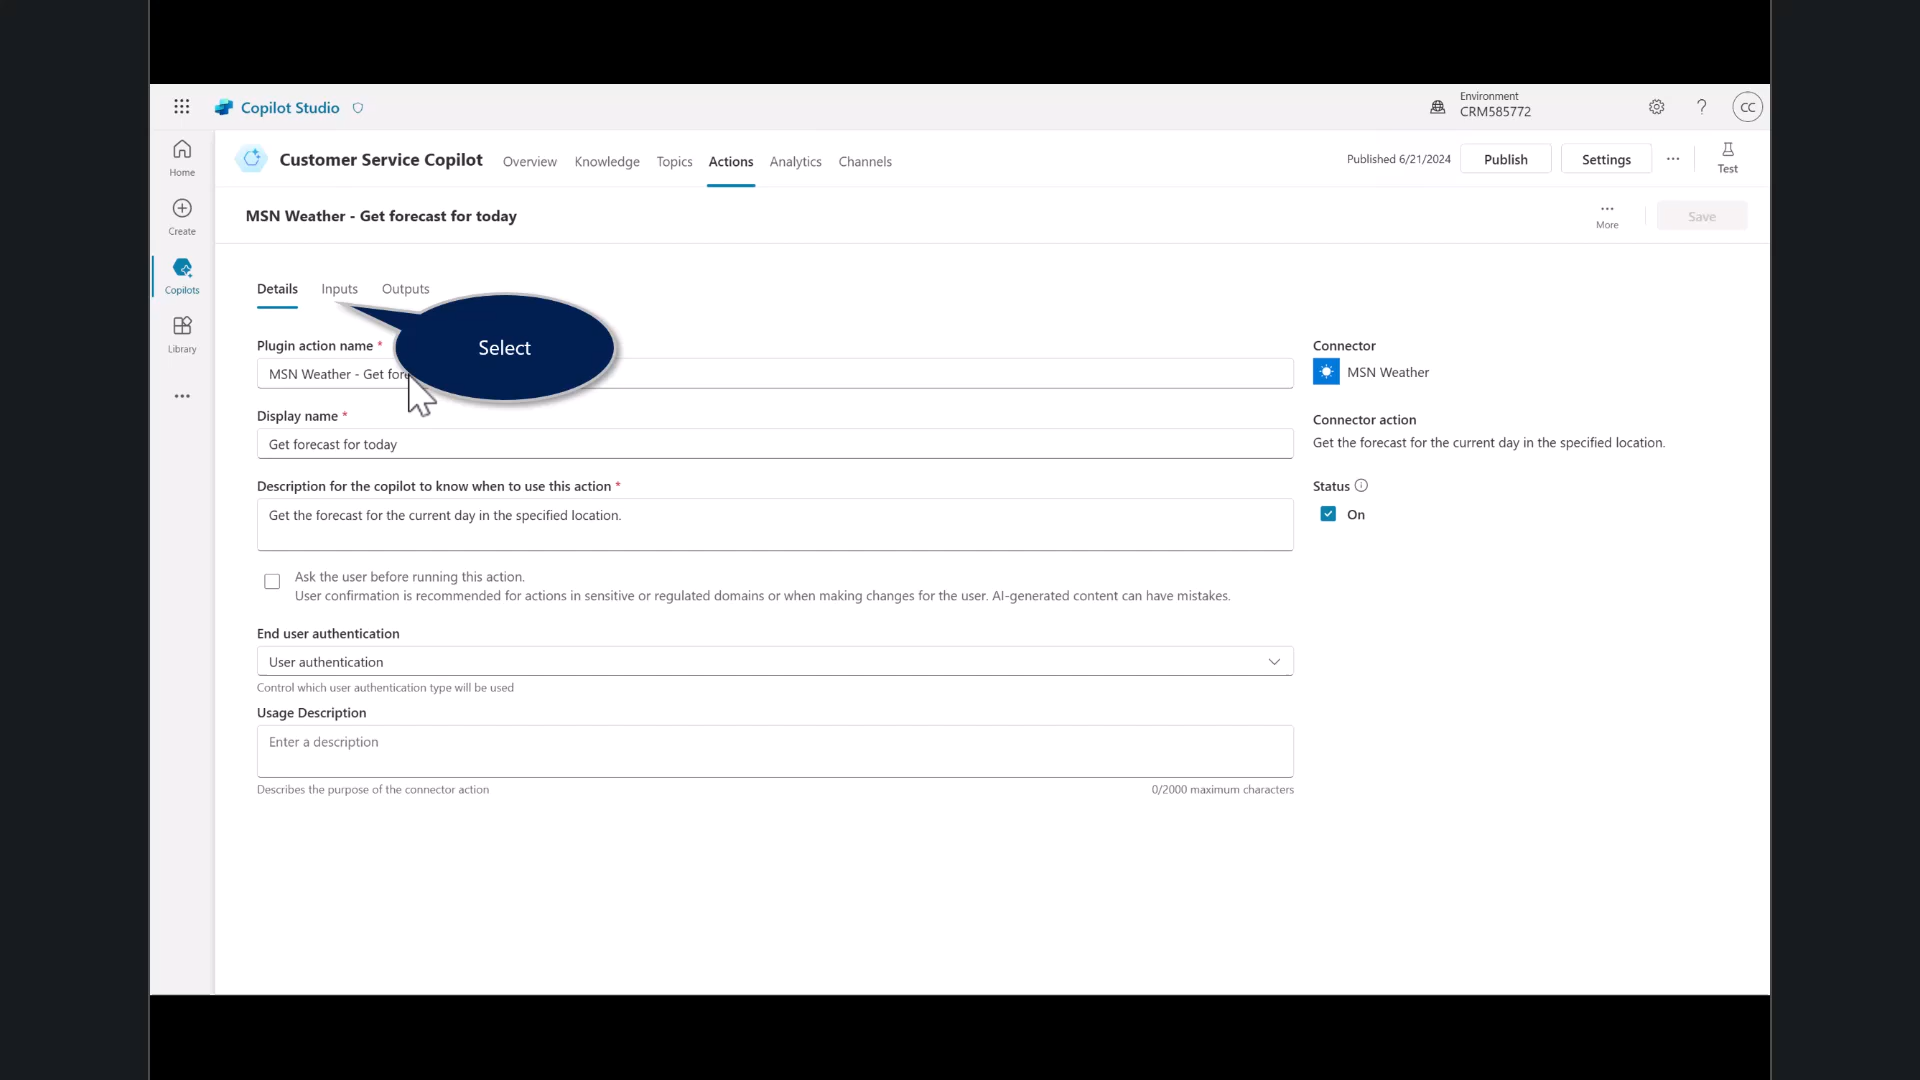 Copilot Studio
Environment
CRM585772
?
CC
Home
Create
Copilots
Library
Customer Service Copilot
Overview
Knowledge
Topics
Actions
Analytics
Channels
Published 6/21/2024
Publish
Settings
Test
MSN Weather - Get forecast for today
More
Save
Details
Inputs
Outputs
Select
Plugin action name *
MSN Weather - Get
Display name *
Get forecast for today
Description for the copilot to know when to use this action *
Get the forecast for the current day in the specified location.
Ask the user before running this action.
User confirmation is recommended for actions in sensitive or regulated domains or when making changes for the user. AI-generated content can have mistakes.
End user authentication
User authentication
Control which user authentication type will be used
Usage Description
Enter a description
Describes the purpose of the connector action
0/2000 maximum characters
Connector
MSN Weather
Connector action
Get the forecast for the current day in the specified location.
Status
On